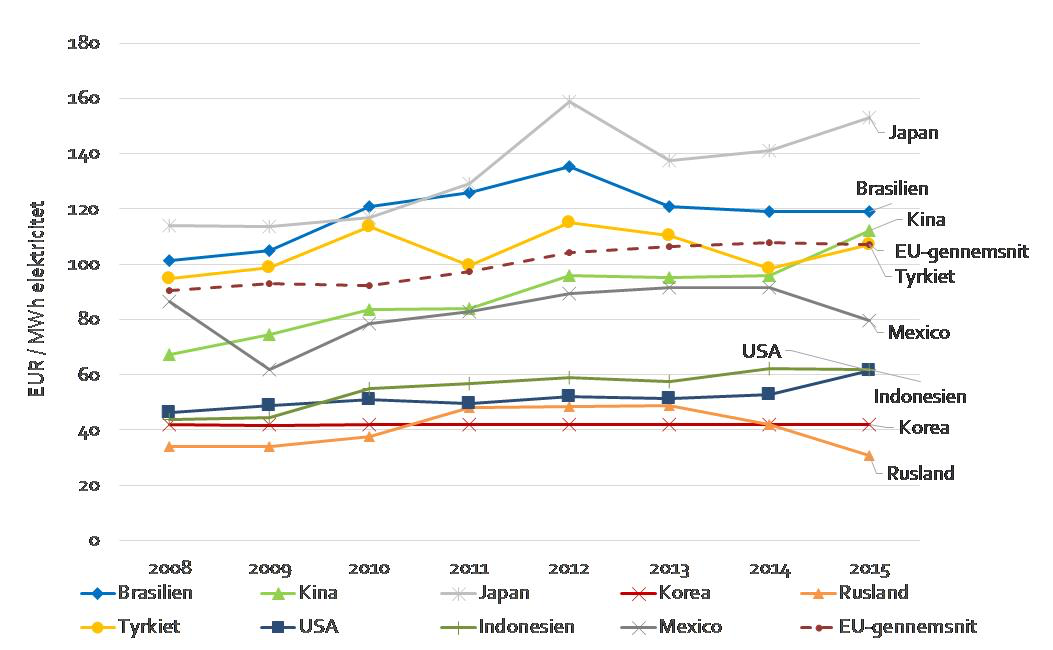 EUR / MWh elektricitet
180
160
140
120
100
80
60
40
20
0
Japan
Brasilien
Kina
EU-gennemsnit
Tyrkiet
Mexico
USA
Indonesien
Korea
Rusland
2008 2009 2010 2011 2012 2013 2014 2015
Brasilien Kina Japan Korea Rusland
Tyrkiet USA Indonesien Mexico EU-gennemsnit